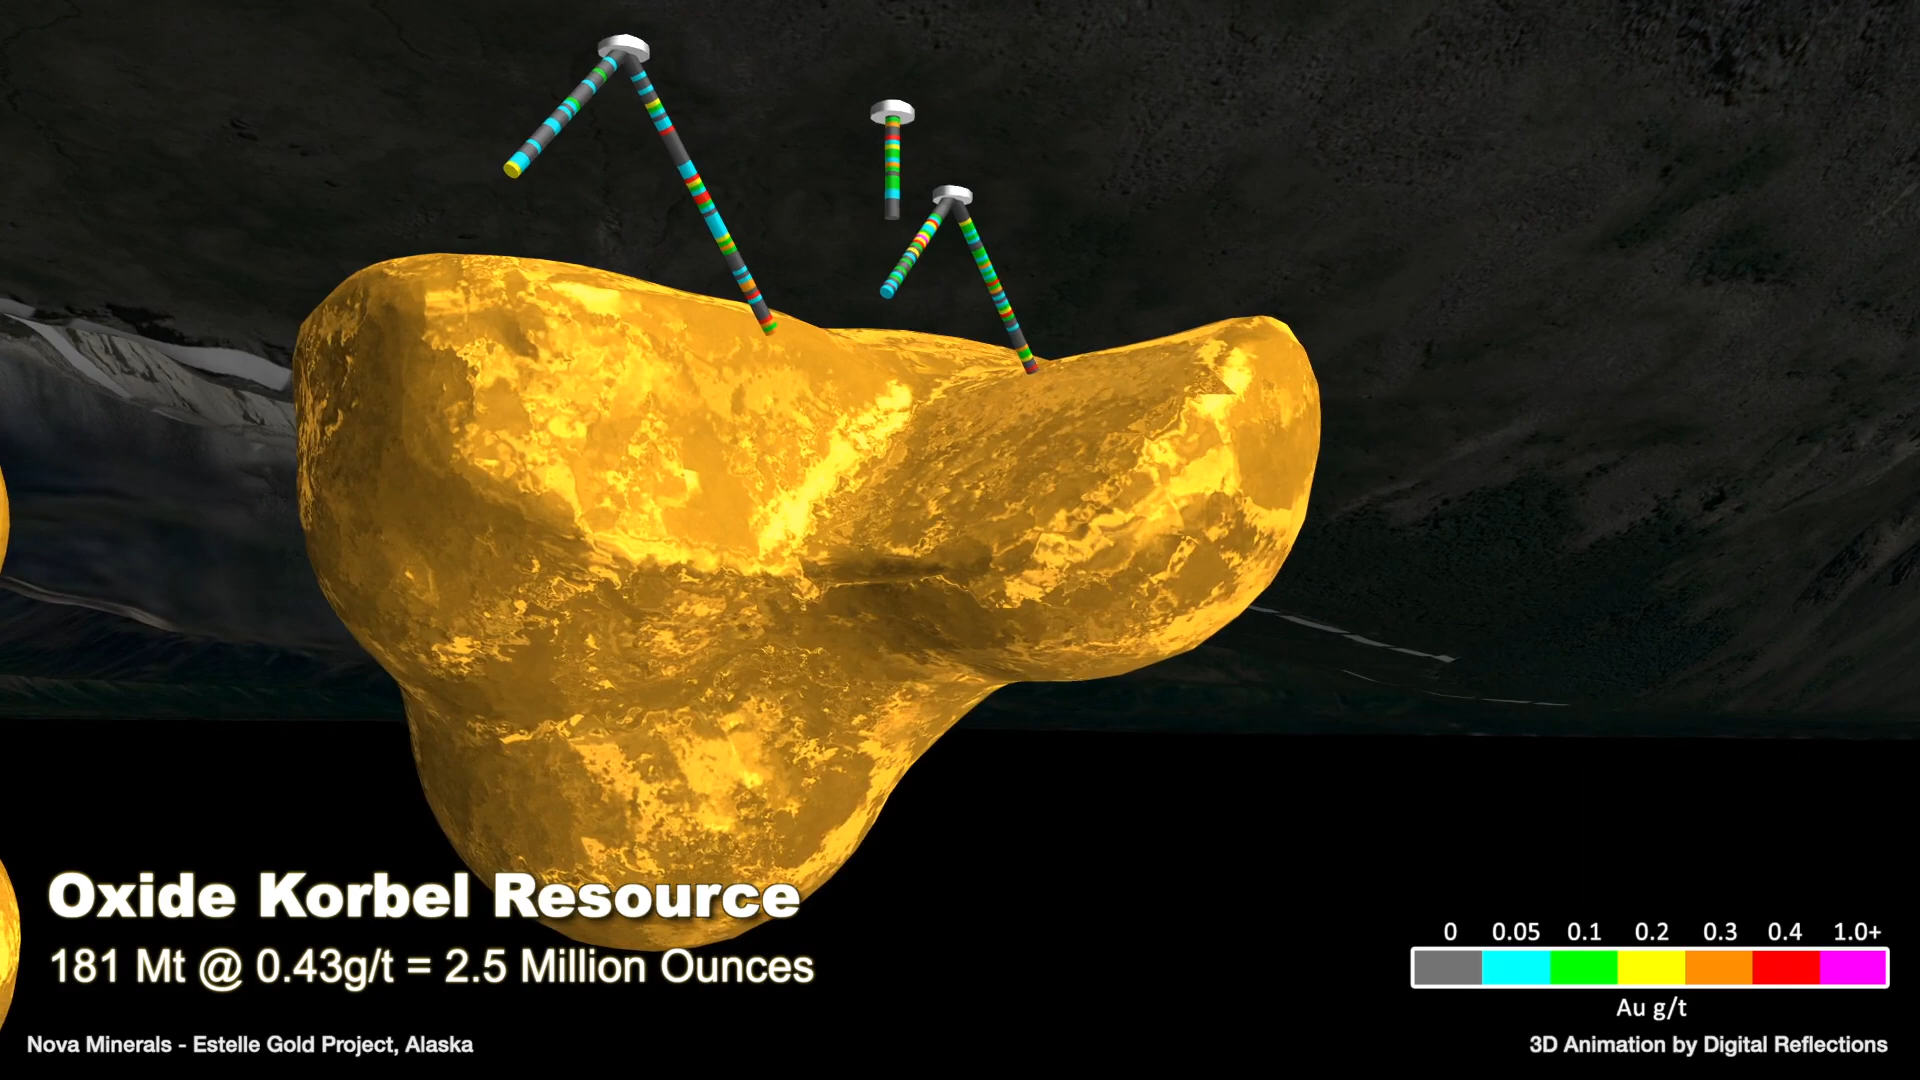 Oxide Korbel Resource
181 Mt @ 0.43g/t = 2.5 Million Ounces
Nova Minerals - Estelle Gold Project, Alaska
0 0.05 0.1 0.2 0.3 0.4 1.0+
Au g/t
3D Animation by Digital Reflections